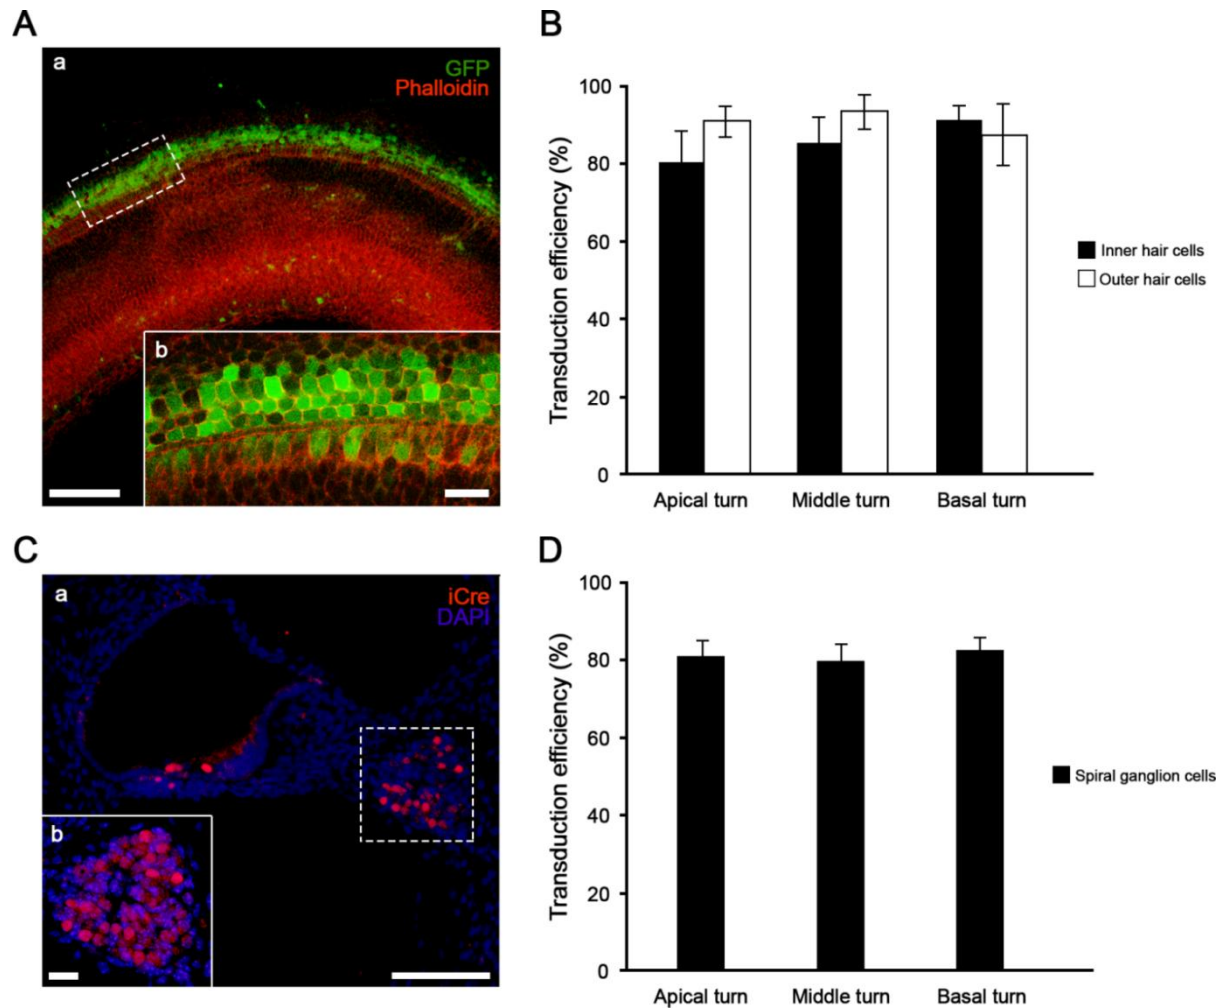 A
a
GFP
Phalloidin
b
B
Transduction efficiency (%)
100
80
60
40
20
0
Apical turn
Middle turn
Basal turn
Inner hair cells
Outer hair cells
C
a
iCre
DAPI
b
D
Transduction efficiency (%)
100
80
60
40
20
0
Apical turn
Middle turn
Basal turn
Spiral ganglion cells